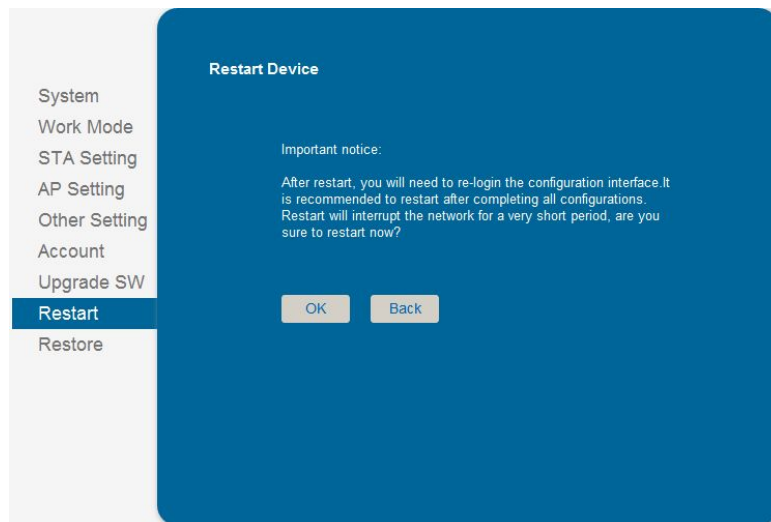 Restart Device
System
Work Mode
STA Setting
AP Setting
Other Setting
Account
Upgrade SW
Restart
Restore
Important notice:
After restart, you will need to re-login the configuration interface.It
is recommended to restart after completing all configurations.
Restart will interrupt the network for a very short period, are you
sure to restart now?
OK Back